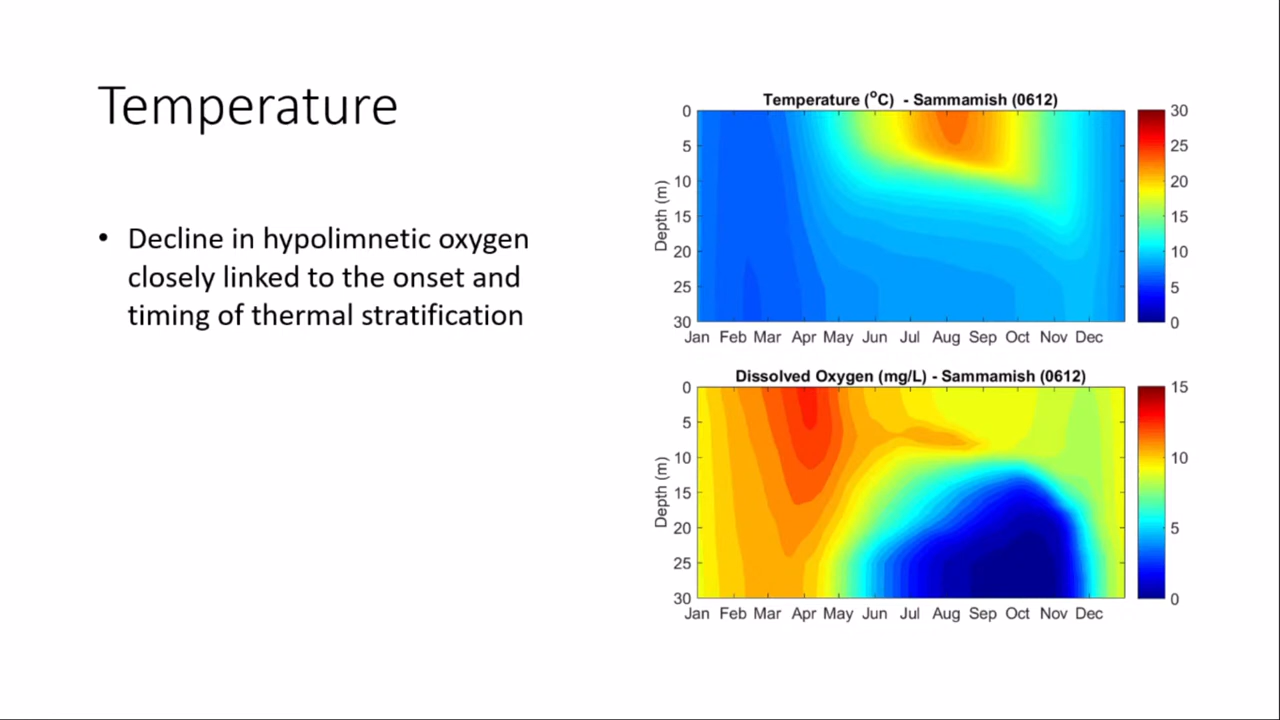 Temperature
• Decline in hypolimnetic oxygen
closely linked to the onset and
timing of thermal stratification
Temperature (°C) - Sammamish (0612)
Depth (m)
0
5
10
15
20
25
30
Jan Feb Mar Apr May Jun Jul Aug Sep Oct Nov Dec
30
25
20
15
10
5
0
Dissolved Oxygen (mg/L) - Sammamish (0612)
Depth (m)
0
5
10
15
20
25
30
Jan Feb Mar Apr May Jun Jul Aug Sep Oct Nov Dec
15
10
5
0